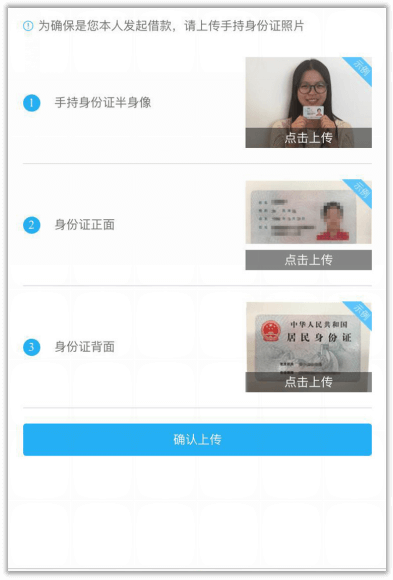 ① 为确保是您本人发起借款，请上传手持身份证照片
1 手持身份证半身像
示例
点击上传
2 身份证正面
示例
点击上传
3 身份证背面
示例
中华人民共和国
居民身份证
点击上传
确认上传